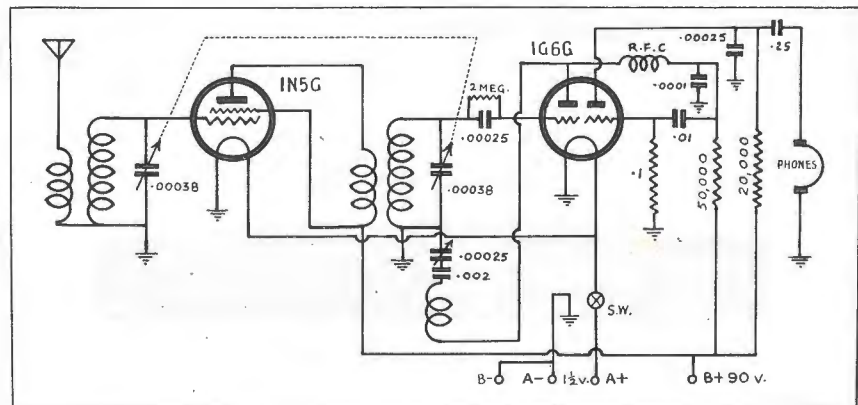 1N5G
.00038
2 MEG.
.00025
.00038
.00025
.002
1G6G
R.F.C
.0001
.00025
.25
.01
.1
50,000
20,000
PHONES
S.W.
B- A- 1½v. A+ B+ 90 v.